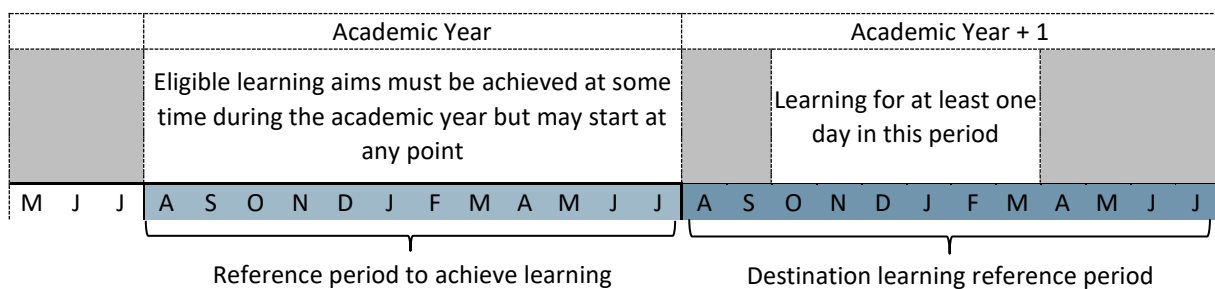 Academic Year
Academic Year + 1
Eligible learning aims must be achieved at some
time during the academic year but may start at
any point
Learning for at least one
day in this period
M J J A S O N D J F M A M J J A S O N D J F M A M J J
Reference period to achieve learning
Destination learning reference period